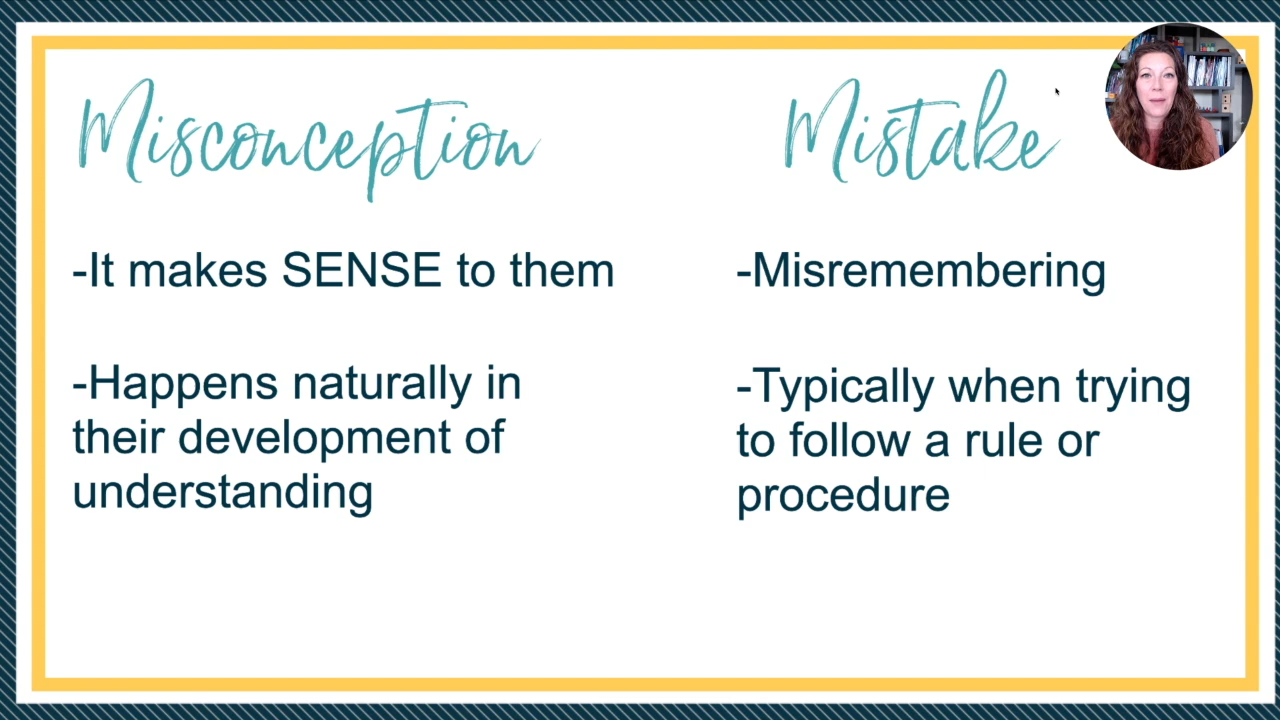 Misconception
-It makes SENSE to them
-Happens naturally in
their development of
understanding
Mistake
-Misremembering
-Typically when trying
to follow a rule or
procedure